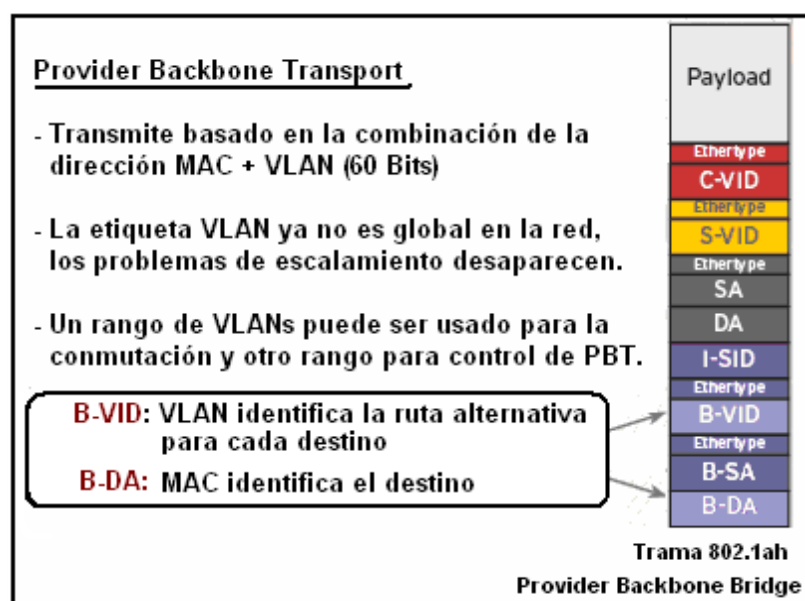 Provider Backbone Transport
- Transmite basado en la combinación de la
dirección MAC + VLAN (60 Bits)
- La etiqueta VLAN ya no es global en la red,
los problemas de escalamiento desaparecen.
- Un rango de VLANs puede ser usado para la
conmutación y otro rango para control de PBT.
B-VID: VLAN identifica la ruta alternativa
para cada destino
B-DA: MAC identifica el destino
Payload
Ethertype
C-VID
Ethertype
S-VID
Ethertype
SA
DA
I-SID
Ethertype
B-VID
Ethertype
B-SA
B-DA
Trama 802.1ah
Provider Backbone Bridge